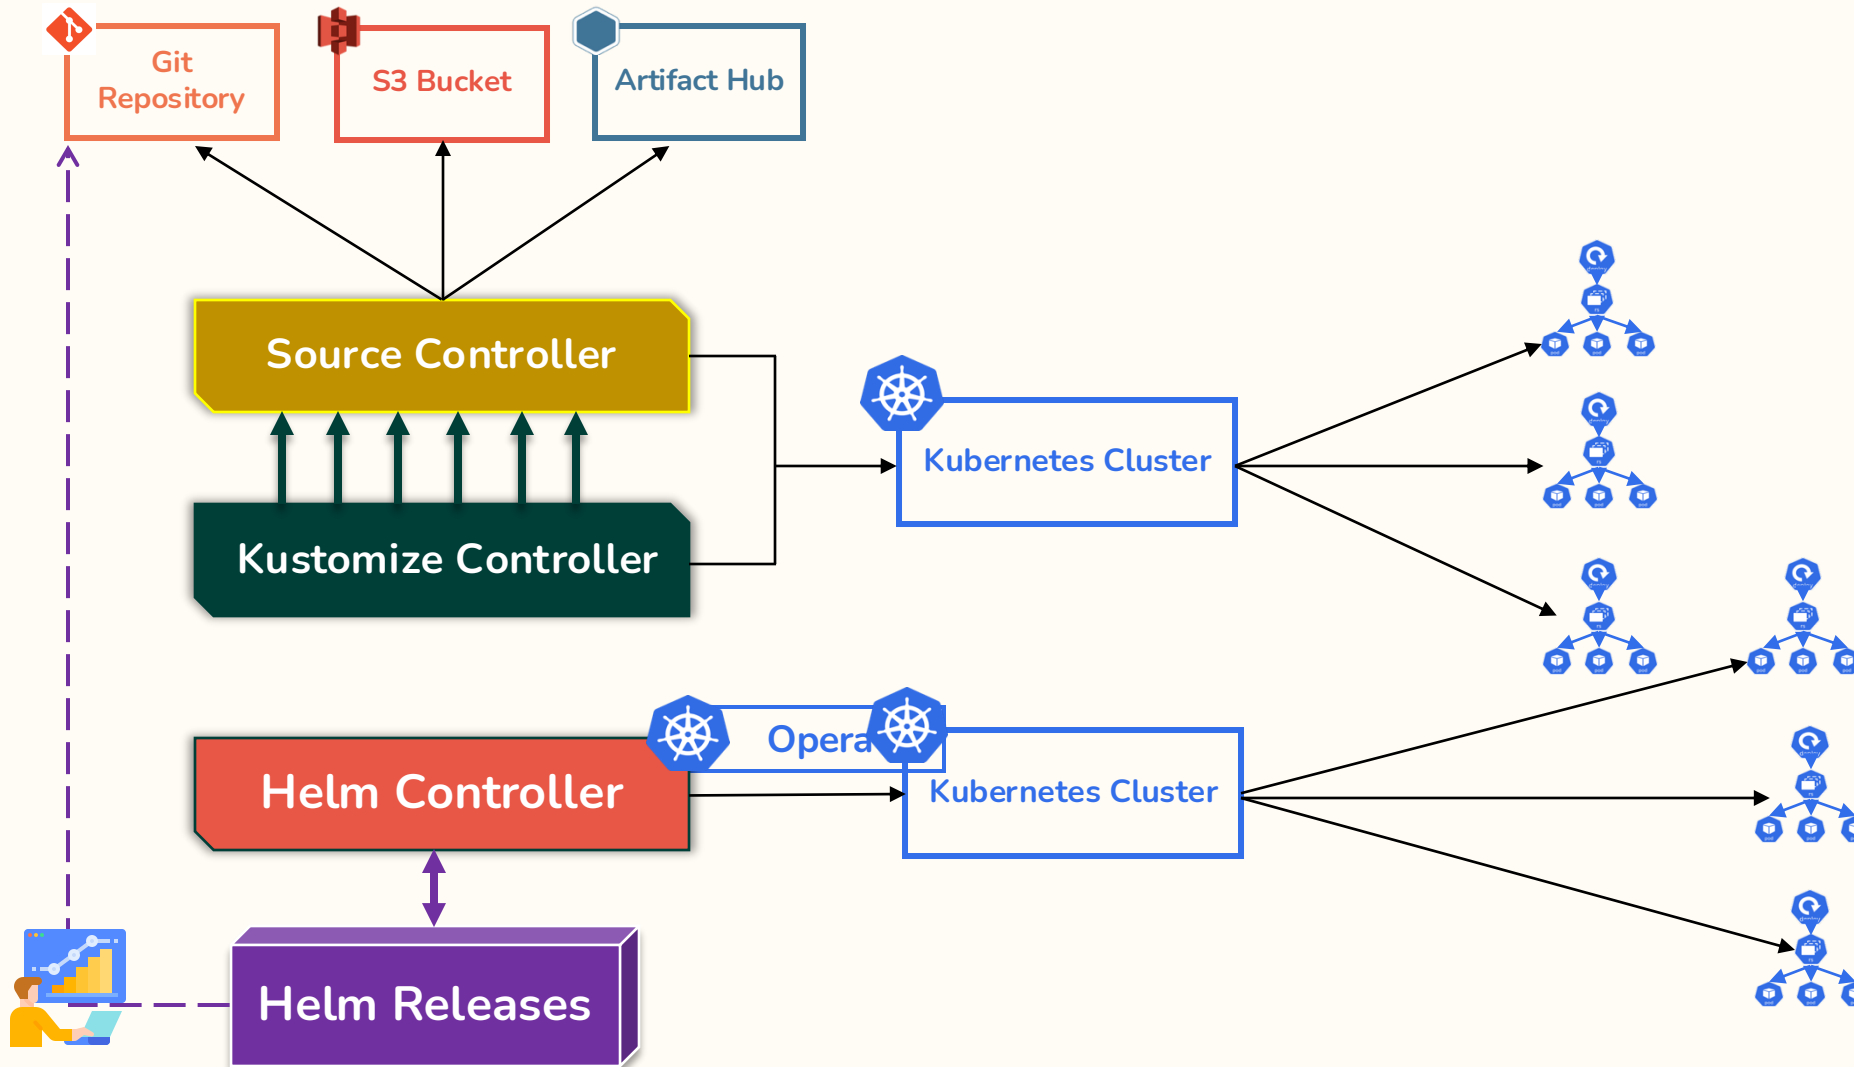 Git
Repository
S3 Bucket
Artifact Hub
Source Controller
Kubernetes Cluster
Kustomize Controller
Opera
Helm Controller
Kubernetes Cluster
Helm Releases